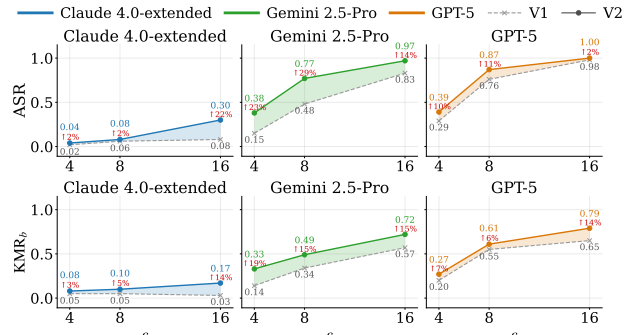 Claude 4.0-extended Gemini 2.5-Pro GPT-5 V1 V2
Claude 4.0-extended Gemini 2.5-Pro GPT-5
ASR
1.0
0.5
0.0
0.04 0.08 0.30
↑2% ↑2% ↑22%
0.02 0.06 0.08
4 8 16
0.38 0.77 0.97
↑23% ↑29% ↑14%
0.15 0.48 0.83
4 8 16
0.39 0.87 1.00
↑10% ↑11% ↑2%
0.29 0.76 0.98
4 8 16
Claude 4.0-extended Gemini 2.5-Pro GPT-5
KMR_b
1.0
0.5
0.0
0.08 0.10 0.17
↑3% ↑5% ↑14%
0.05 0.05 0.03
4 8 16
0.33 0.49 0.72
↑19% ↑15% ↑15%
0.14 0.34 0.57
4 8 16
0.27 0.61 0.79
↑7% ↑6% ↑14%
0.20 0.55 0.65
4 8 16